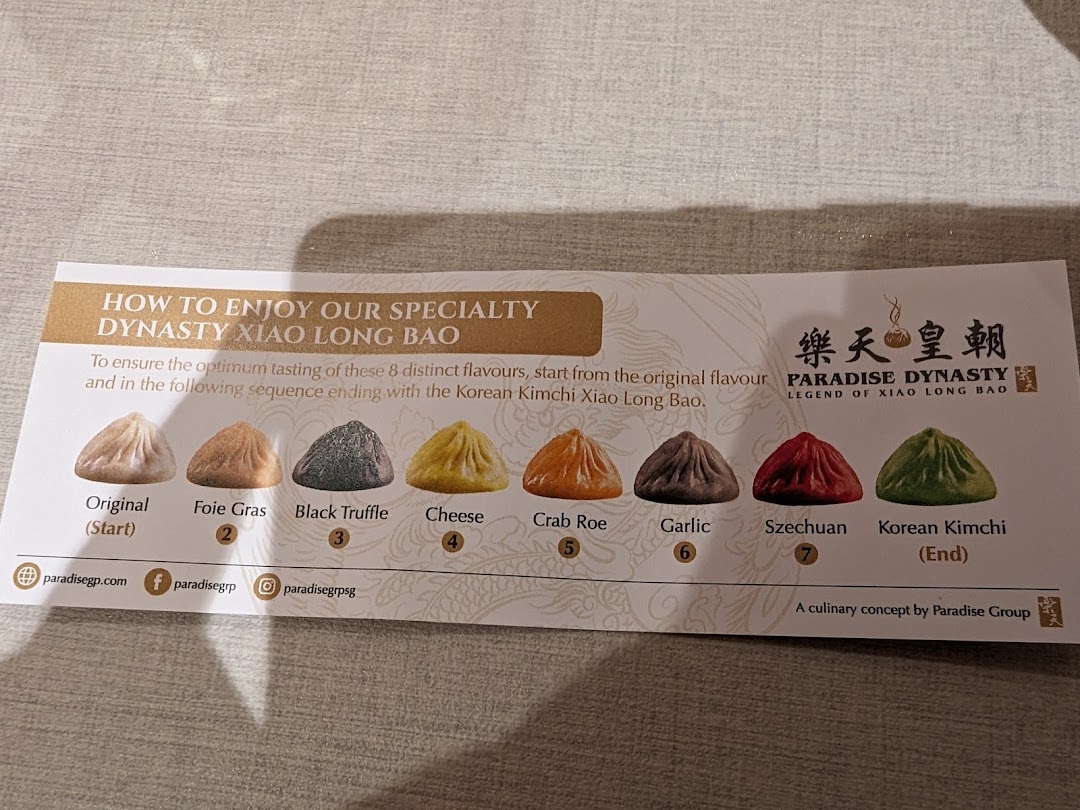 HOW TO ENJOY OUR SPECIALTY
DYNASTY XIAO LONG BAO
To ensure the optimum tasting of these 8 distinct flavours, start from the original flavour
and in the following sequence ending with the Korean Kimchi Xiao Long Bao.
樂天皇朝
PARADISE DYNASTY
LEGEND OF XIAO LONG BAO
Original
(Start)
Foie Gras
2
Black Truffle
3
Cheese
4
Crab Roe
5
Garlic
6
Szechuan
7
Korean Kimchi
(End)
paradisegp.com
paradisegrp
paradisegrpsg
A culinary concept by Paradise Group